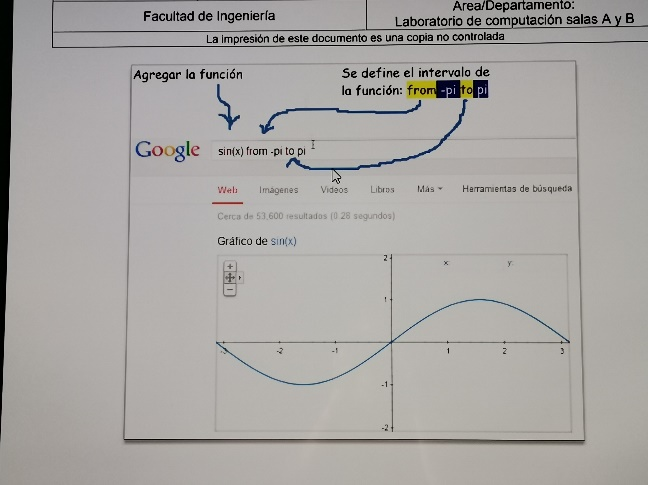 Facultad de Ingeniería
Area/Departamento:
Laboratorio de computación salas A y B
La impresión de este documento es una copia no controlada
Agregar la función
Se define el intervalo de
la función: from -pi to pi
Google
sin(x) from -pi to pi
Web Imágenes Videos Libros Más Herramientas de búsqueda
Cerca de 53,600 resultados (0.28 segundos)
Gráfico de sin(x)
+
−
x: y:
2
1
-3 -2 -1 1 2 3
-1
-2